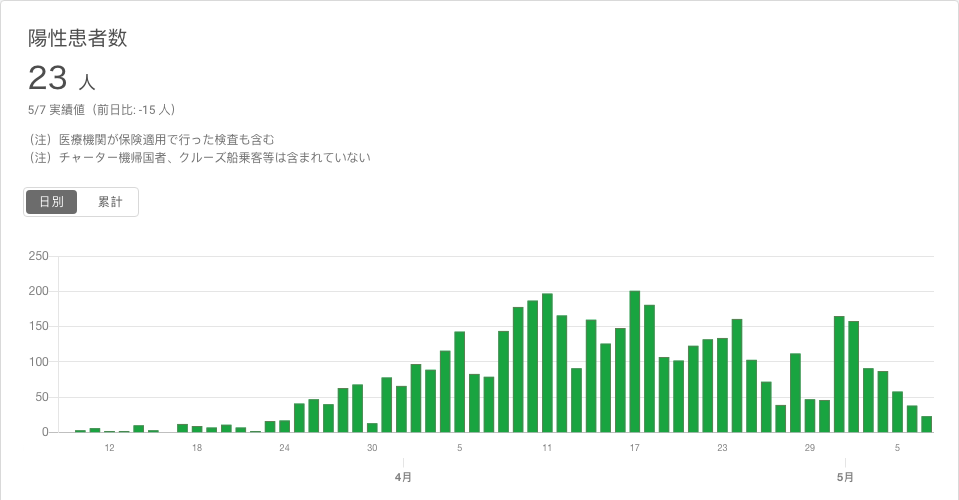 陽性患者数
23 人
5/7 実績値（前日比: -15 人）
（注）医療機関が保険適用で行った検査も含む
（注）チャーター機帰国者、クルーズ船乗客等は含まれていない
日別 累計
250
200
150
100
50
0
12 18 24 30 5 11 17 23 29 5
4月 5月